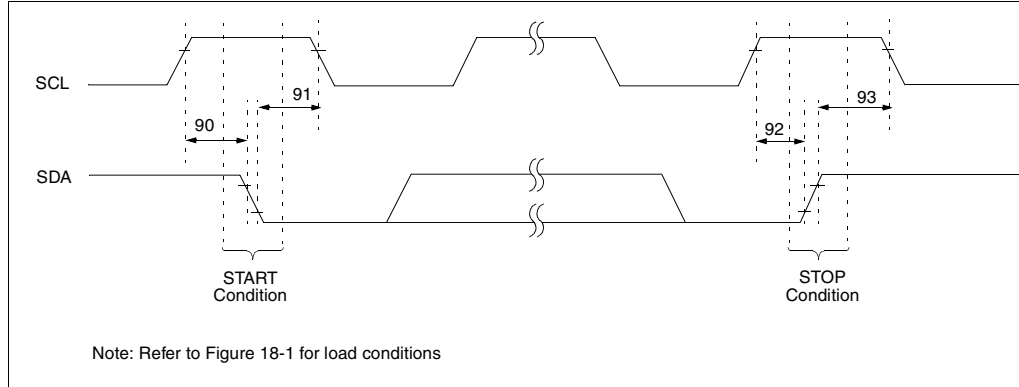 SCL
91
93
90
92
SDA
START
Condition
STOP
Condition
Note: Refer to Figure 18-1 for load conditions